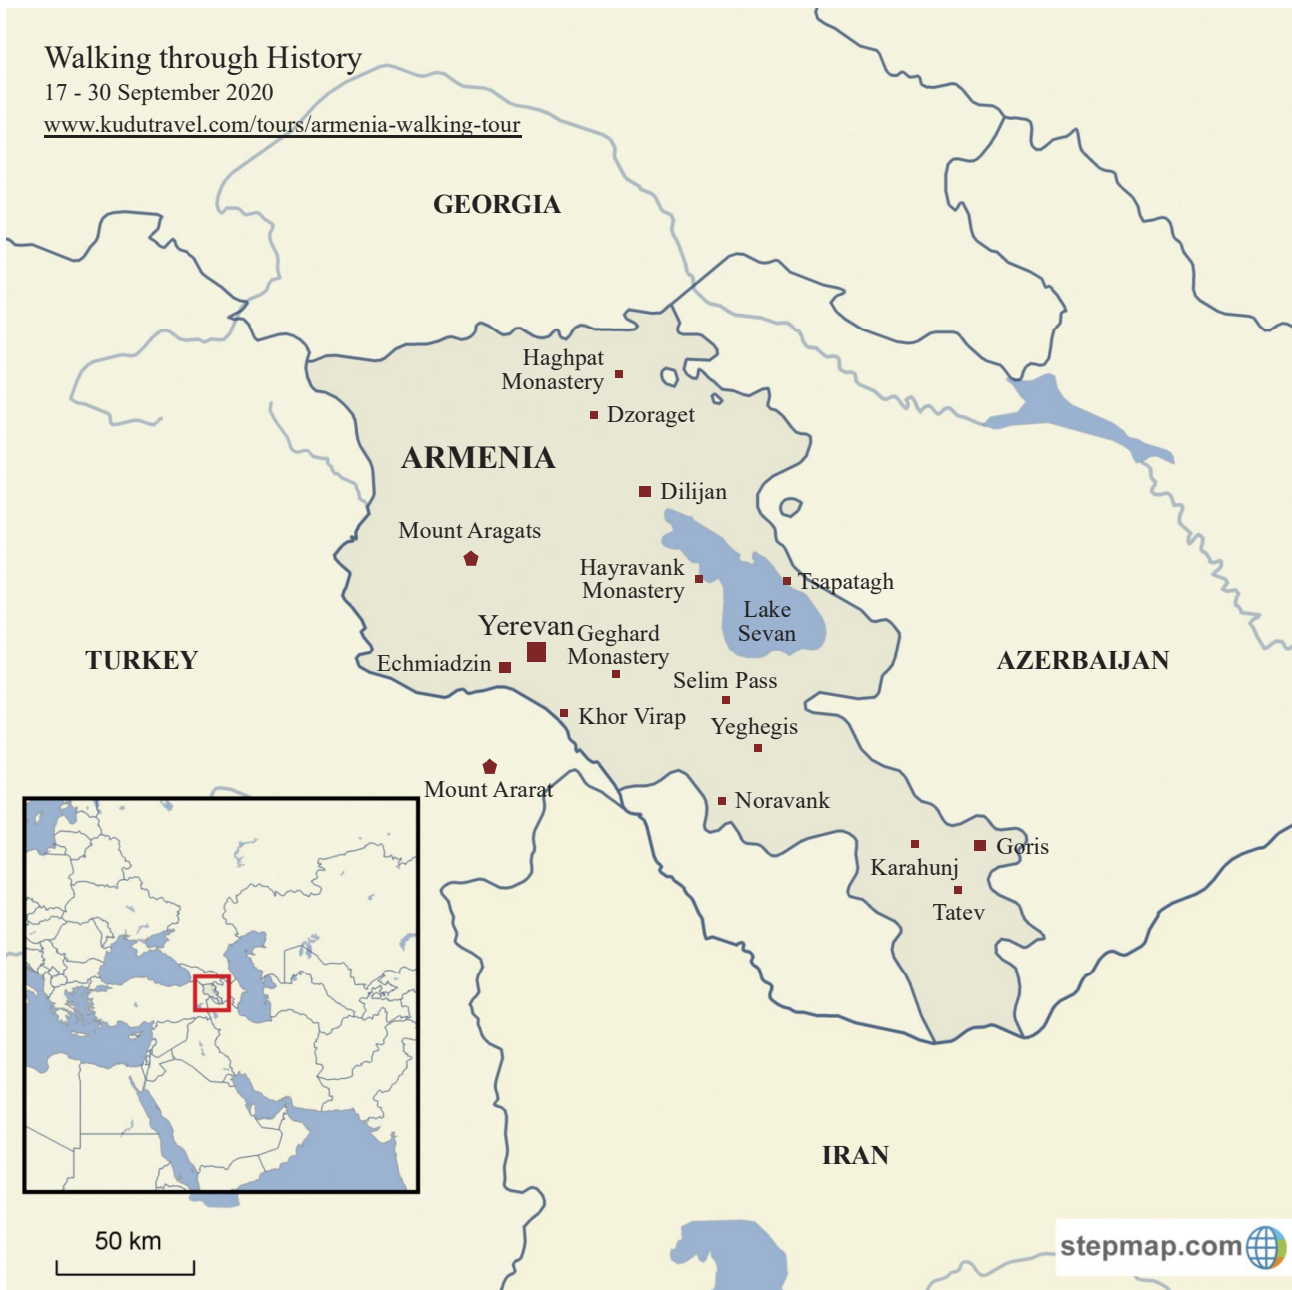 Walking through History
17 - 30 September 2020
www.kudutravel.com/tours/armenia-walking-tour
GEORGIA
Haghpat
Monastery
Dzoraget
ARMENIA
Dilijan
Mount Aragats
Hayravank
Monastery
Tsapatagh
Lake
Sevan
Yerevan
Geghard
Monastery
Echmiadzin
TURKEY
AZERBAIJAN
Selim Pass
Khor Virap
Yeghegis
Mount Ararat
Noravank
Goris
Karahunj
Tatev
IRAN
50 km
stepmap.com